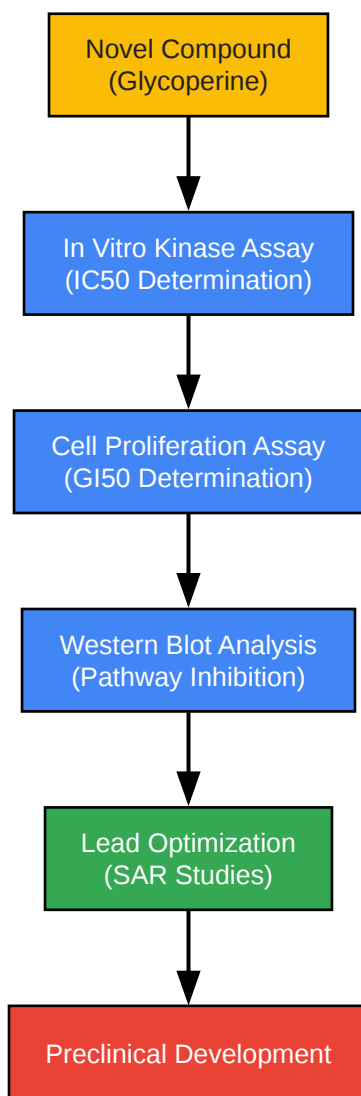 Novel Compound
(Glycoperine)
In Vitro Kinase Assay
(IC50 Determination)
Cell Proliferation Assay
(GI50 Determination)
Western Blot Analysis
(Pathway Inhibition)
Lead Optimization
(SAR Studies)
Preclinical Development